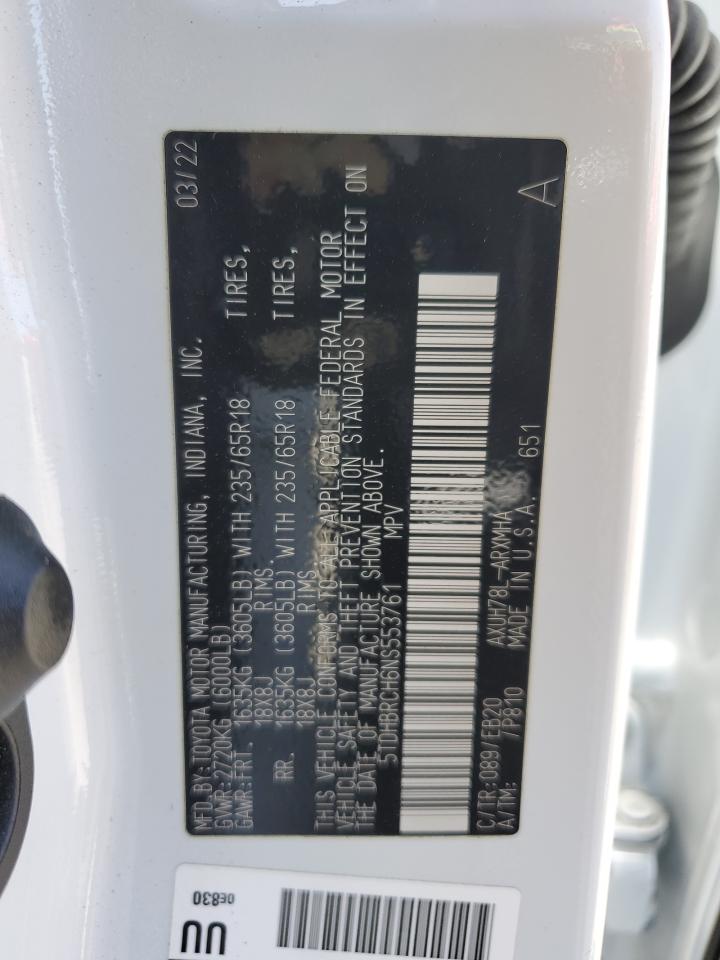 MFD. BY: TOYOTA MOTOR MANUFACTURING, INDIANA, INC. 03/22
GVWR: 2720KG (6000LB)
GAWR: FRT. 1635KG (3605LB) WITH 235/65R18 TIRES,
18X8J RIMS.
RR. 1635KG (3605LB) WITH 235/65R18 TIRES,
18X8J RIMS.
THIS VEHICLE CONFORMS TO ALL APPLICABLE FEDERAL MOTOR
VEHICLE SAFETY AND THEFT PREVENTION STANDARDS IN EFFECT ON
THE DATE OF MANUFACTURE SHOWN ABOVE.
5TDHBRCH6NS553761 MPV
C/TR: 089/EB20 AXUH78L-ARXMHA 651 A
A/TM: /P810 MADE IN U.S.A.
UU 0E830